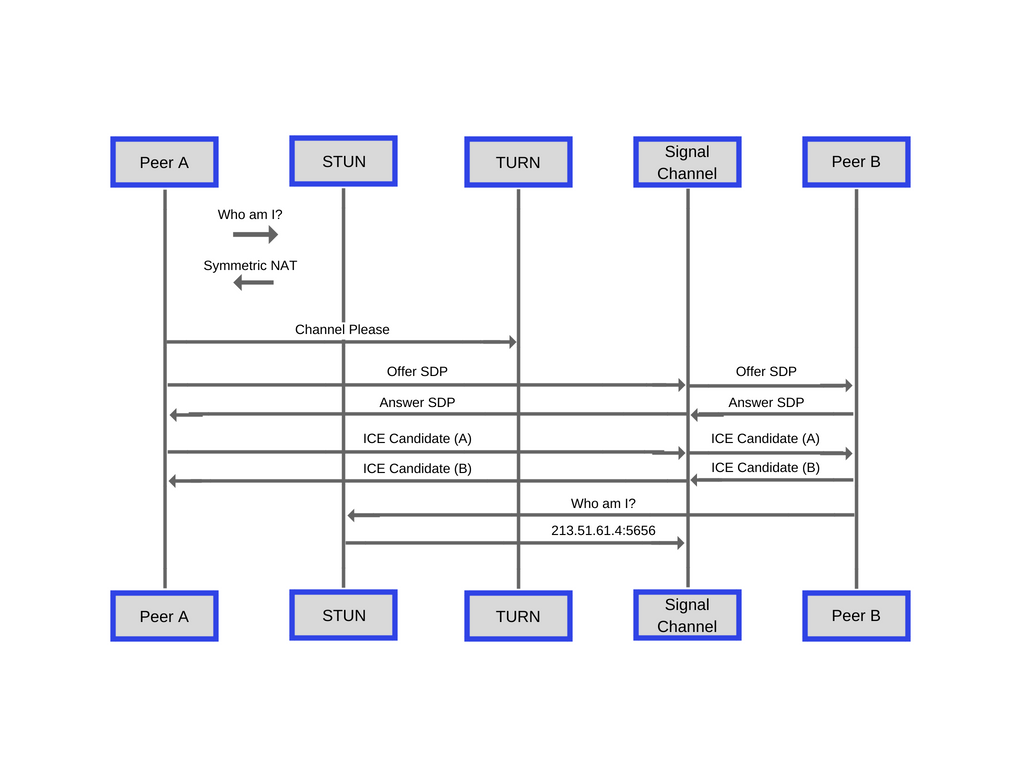 Peer A
STUN
TURN
Signal
Channel
Peer B
Who am I?
Symmetric NAT
Channel Please
Offer SDP
Offer SDP
Answer SDP
Answer SDP
ICE Candidate (A)
ICE Candidate (A)
ICE Candidate (B)
ICE Candidate (B)
Who am I?
213.51.61.4:5656
Peer A
STUN
TURN
Signal
Channel
Peer B